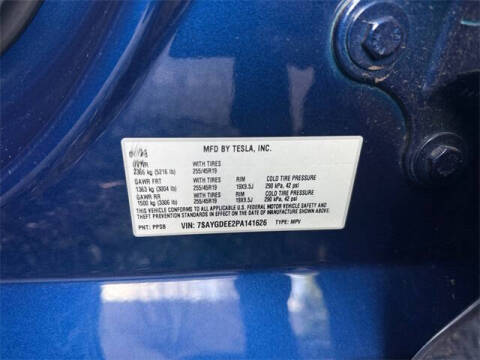 MFD BY TESLA, INC.
WITH TIRES
2366 kg (5216 lb) 255/45R19
GAWR FRT WITH TIRES RIM COLD TIRE PRESSURE
1363 kg (3004 lb) 255/45R19 19X9.5J 290 kPa, 42 psi
GAWR RR WITH TIRES RIM COLD TIRE PRESSURE
1500 kg (3306 lb) 255/45R19 19X9.5J 290 kPa, 42 psi
THIS VEHICLE CONFORMS TO ALL APPLICABLE U.S. FEDERAL MOTOR VEHICLE SAFETY AND
THEFT PREVENTION STANDARDS IN EFFECT ON THE DATE OF MANUFACTURE SHOWN ABOVE.
PNT: PPSB VIN: 7SAYGDEE2PA141626 TYPE: MPV